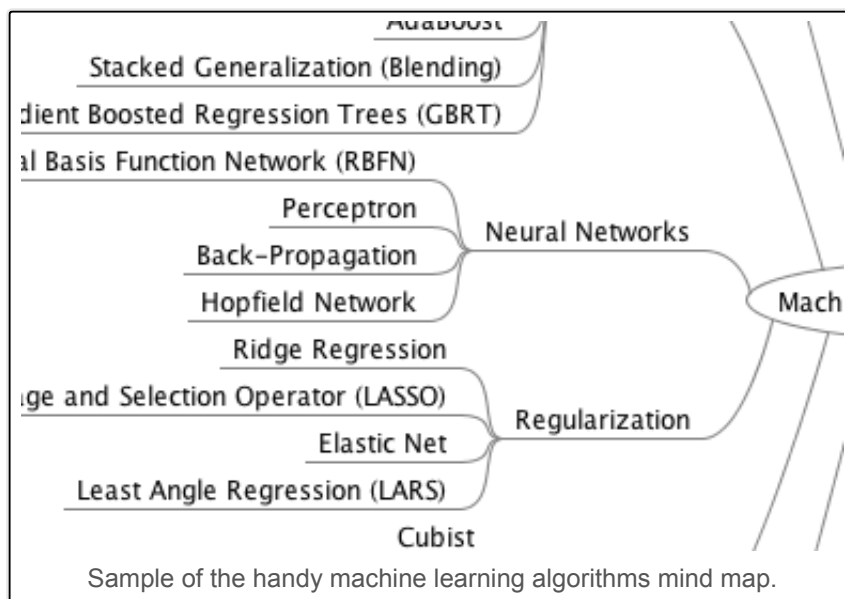 AdaBoost
Stacked Generalization (Blending)
dient Boosted Regression Trees (GBRT)
al Basis Function Network (RBFN)
Perceptron
Back-Propagation
Hopfield Network
Neural Networks
Mach
Ridge Regression
age and Selection Operator (LASSO)
Elastic Net
Least Angle Regression (LARS)
Regularization
Cubist
Sample of the handy machine learning algorithms mind map.